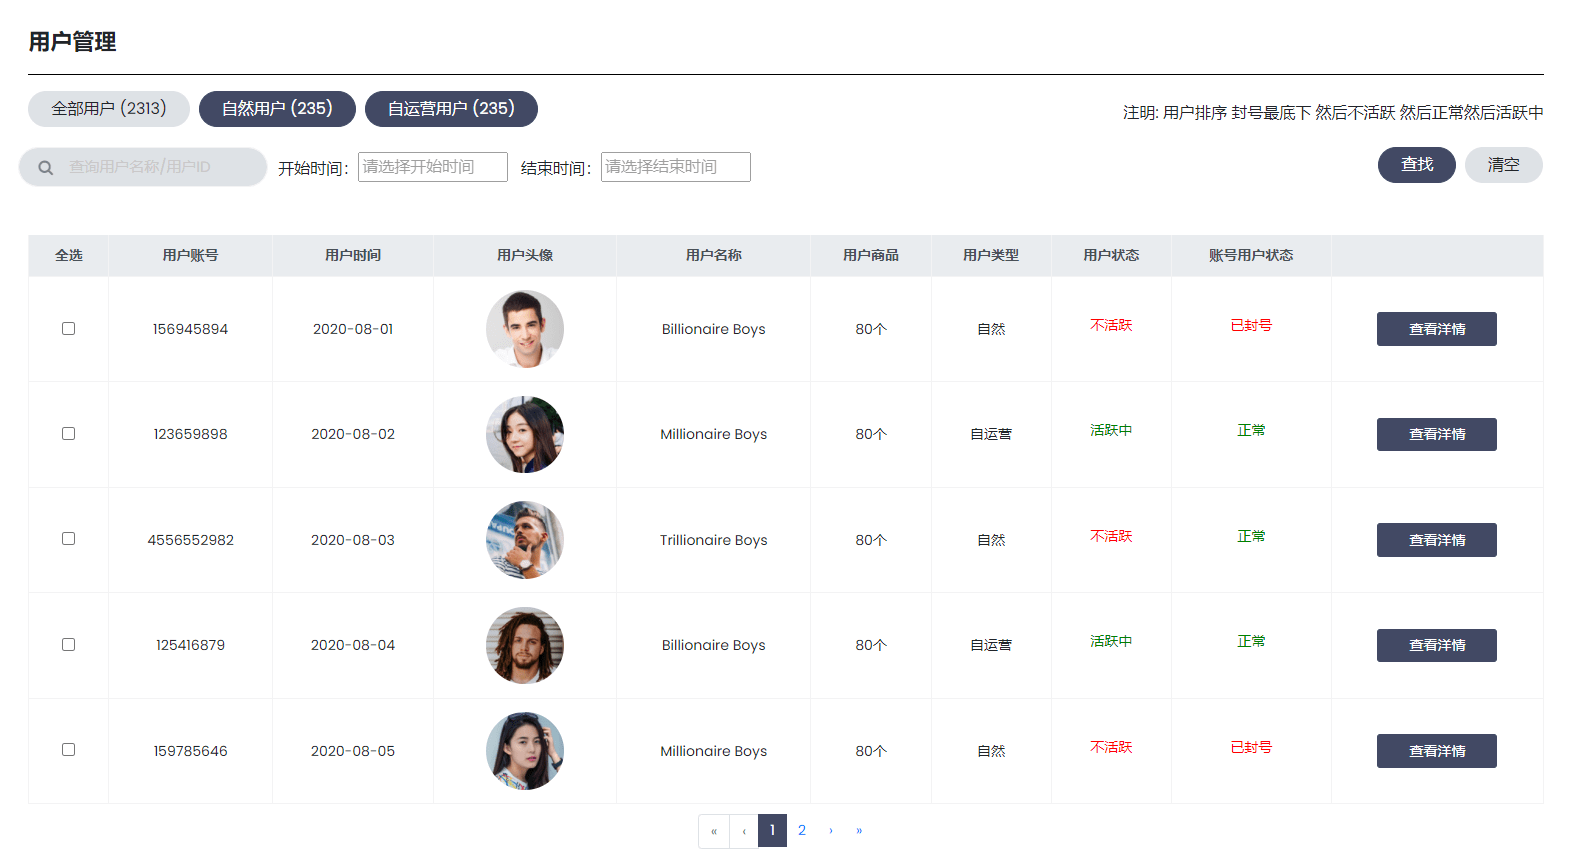 用户管理
全部用户 (2313) 自然用户 (235) 自运营用户 (235)
注明: 用户排序 封号最底下 然后不活跃 然后正常然后活跃中
查询用户名称/用户ID 开始时间: 请选择开始时间 结束时间: 请选择结束时间 查找 清空
全选 用户账号 用户时间 用户头像 用户名称 用户商品 用户类型 用户状态 账号用户状态
156945894 2020-08-01 Billionaire Boys 80个 自然 不活跃 已封号 查看洋情
123659898 2020-08-02 Millionaire Boys 80个 自运营 活跃中 正常 查看洋情
4556552982 2020-08-03 Trillionaire Boys 80个 自然 不活跃 正常 查看洋情
125416879 2020-08-04 Billionaire Boys 80个 自运营 活跃中 正常 查看洋情
159785646 2020-08-05 Millionaire Boys 80个 自然 不活跃 已封号 查看洋情
« ‹ 1 2 › »